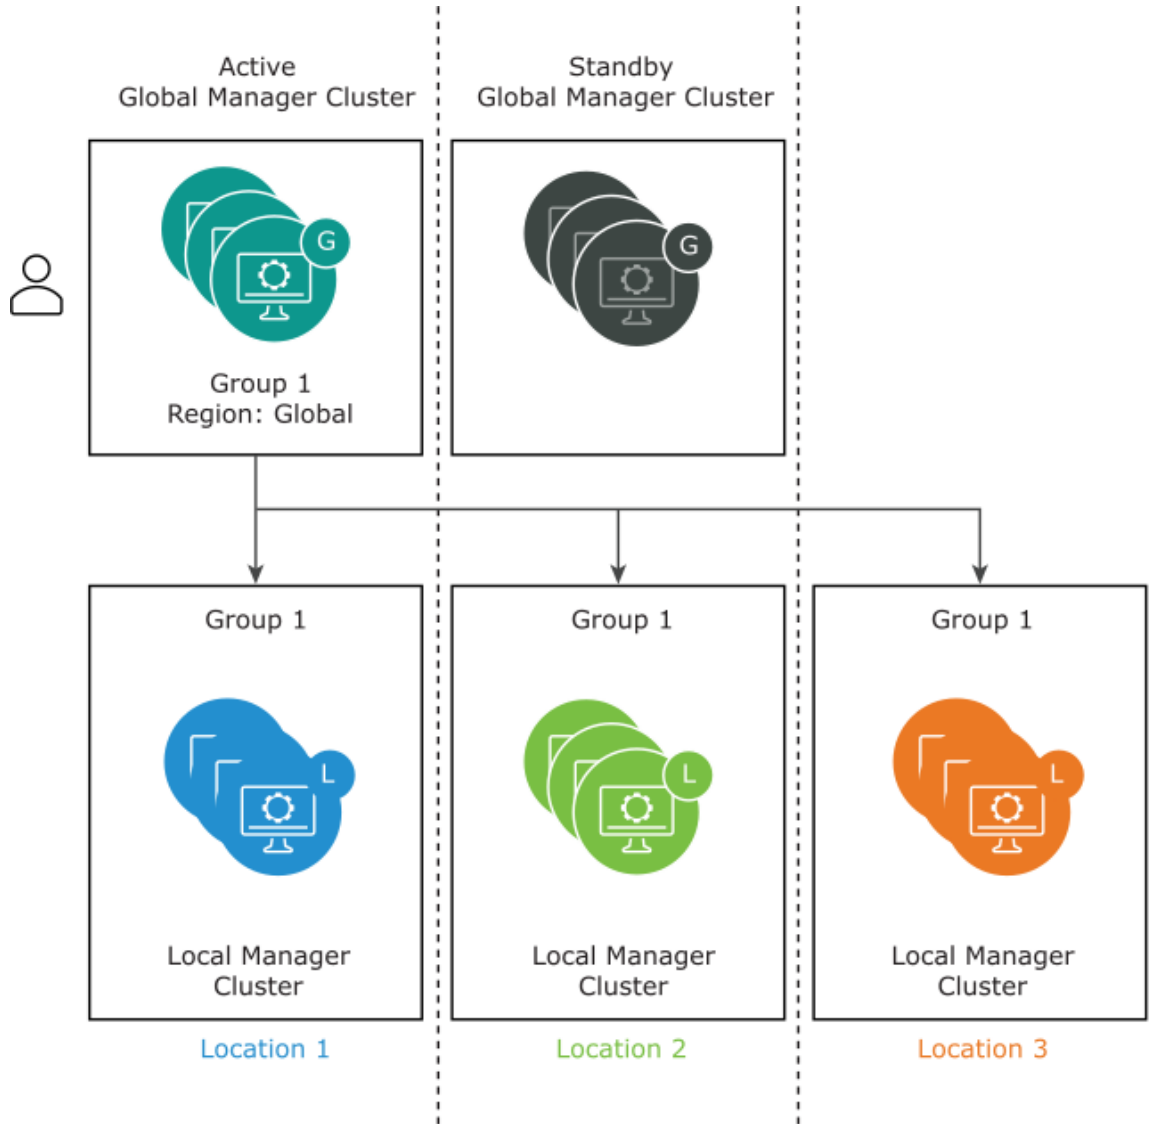 Active
Global Manager Cluster
Standby
Global Manager Cluster
G
G
Group 1
Region: Global
Group 1
Group 1
Group 1
L
L
L
Local Manager
Cluster
Local Manager
Cluster
Local Manager
Cluster
Location 1
Location 2
Location 3